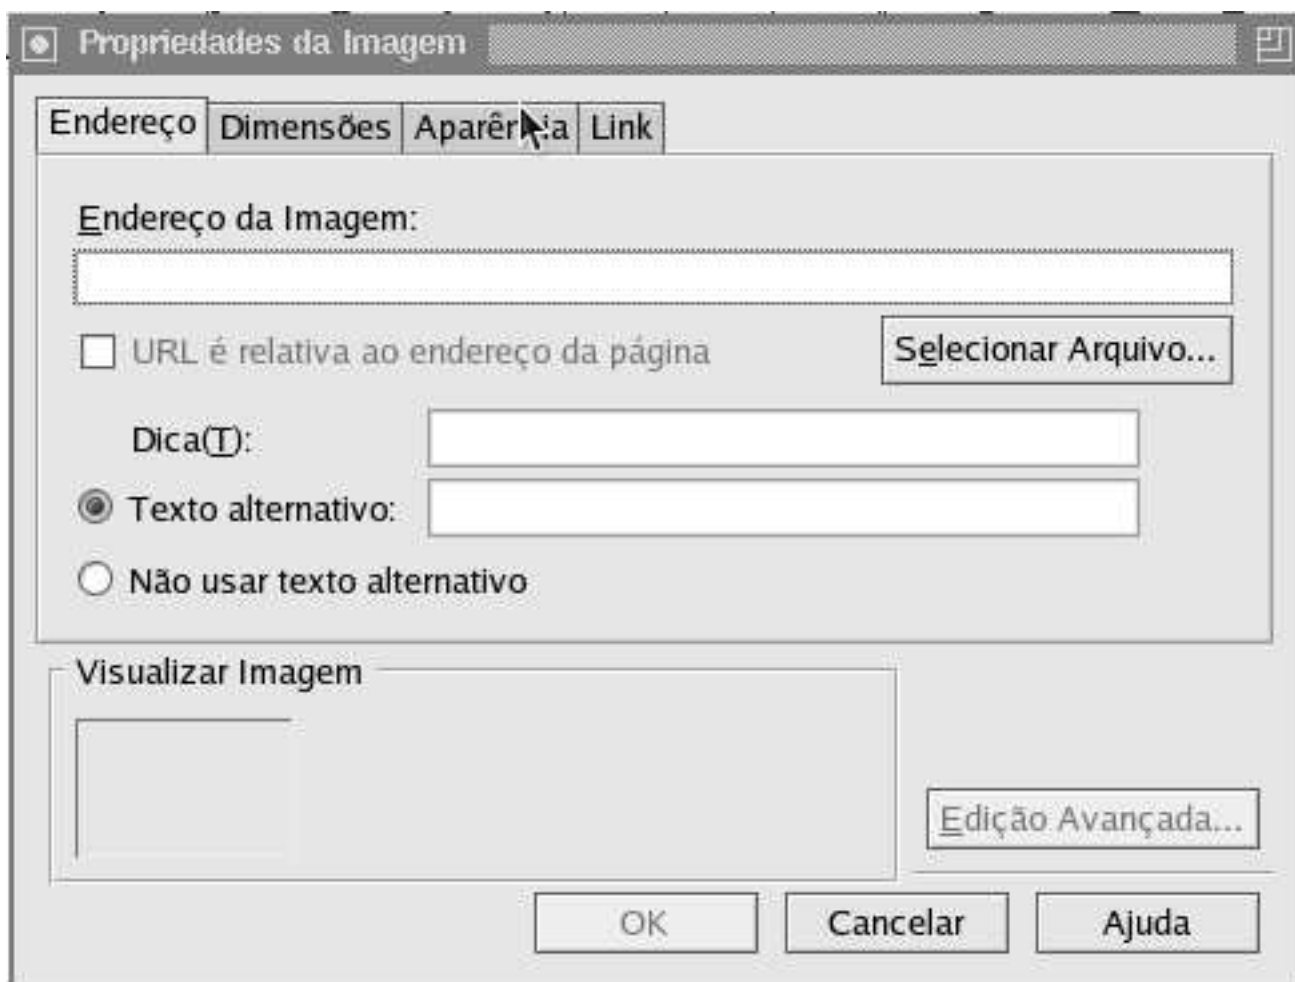 Propriedades da Imagem
Endereço Dimensões Aparência Link
Endereço da Imagem:
URL é relativa ao endereço da página
Selecionar Arquivo...
Dica(T):
Texto alternativo:
Não usar texto alternativo
Visualizar Imagem
Edição Avançada...
OK Cancelar Ajuda